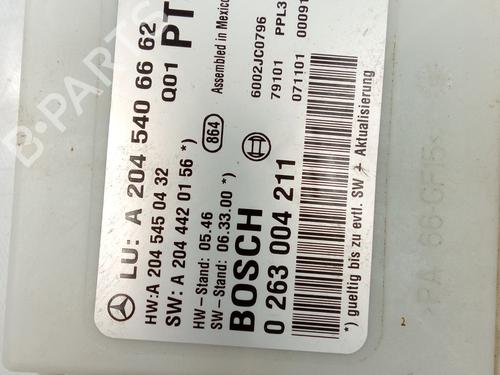 LU: A 204 540 66 62
HW: A 204 545 04 32
Q01 PT
SW: A 204 442 01 56 *)
HW - Stand: 05.46
SW - Stand: 06.33.00 *)
864
Assembled in Mexico
BOSCH
0 263 004 211
6002JC0796 PPL3
79101
071101 00091
*) gueltig bis zu evtl. SW - Aktualisierung
B-PARTS